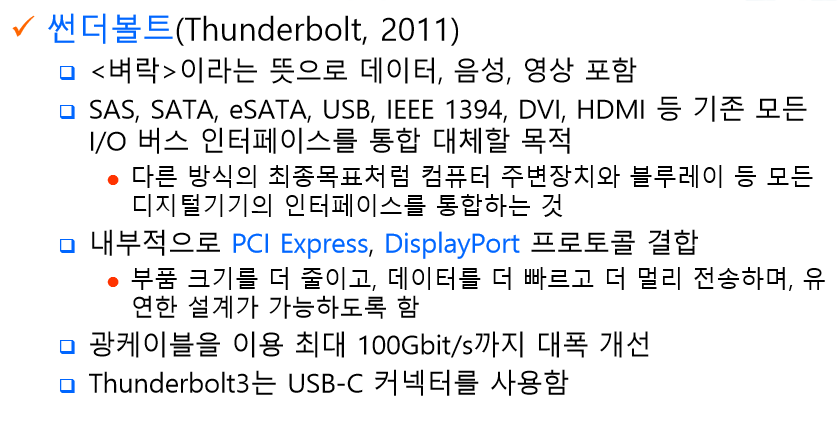 썬더볼트(Thunderbolt, 2011)
<벼락>이라는 뜻으로 데이터, 음성, 영상 포함
SAS, SATA, eSATA, USB, IEEE 1394, DVI, HDMI 등 기존 모든
I/O 버스 인터페이스를 통합 대체할 목적
다른 방식의 최종목표처럼 컴퓨터 주변장치와 블루레이 등 모든
디지털기기의 인터페이스를 통합하는 것
내부적으로 PCI Express, DisplayPort 프로토콜 결합
부품 크기를 더 줄이고, 데이터를 더 빠르고 더 멀리 전송하며, 유
연한 설계가 가능하도록 함
광케이블을 이용 최대 100Gbit/s까지 대폭 개선
Thunderbolt3는 USB-C 커넥터를 사용함